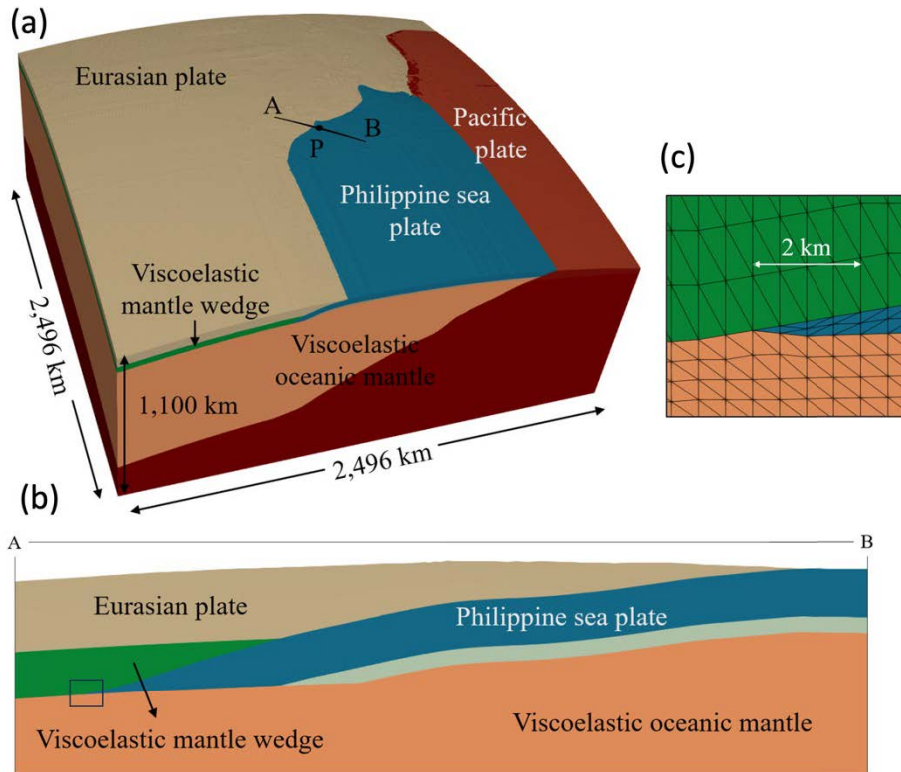 (a)
Eurasian plate
A
B
P
Pacific
plate
Philippine sea
plate
Viscoelastic
mantle wedge
Viscoelastic
oceanic mantle
2,496 km
1,100 km
2,496 km
(c)
2 km
(b)
A
B
Eurasian plate
Philippine sea plate
Viscoelastic mantle wedge
Viscoelastic oceanic mantle